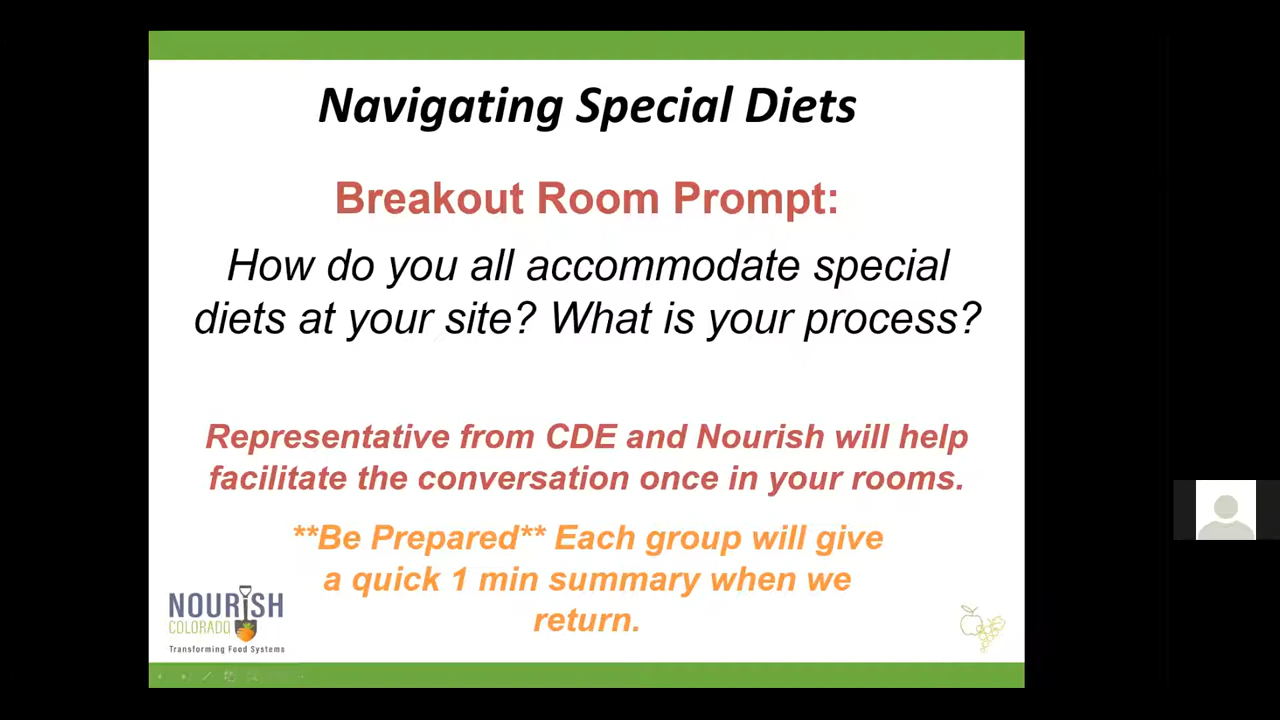 Navigating Special Diets
Breakout Room Prompt:
How do you all accommodate special
diets at your site? What is your process?
Representative from CDE and Nourish will help
facilitate the conversation once in your rooms.
**Be Prepared** Each group will give
a quick 1 min summary when we
return.
NOURISH
COLORADO
Transforming Food Systems